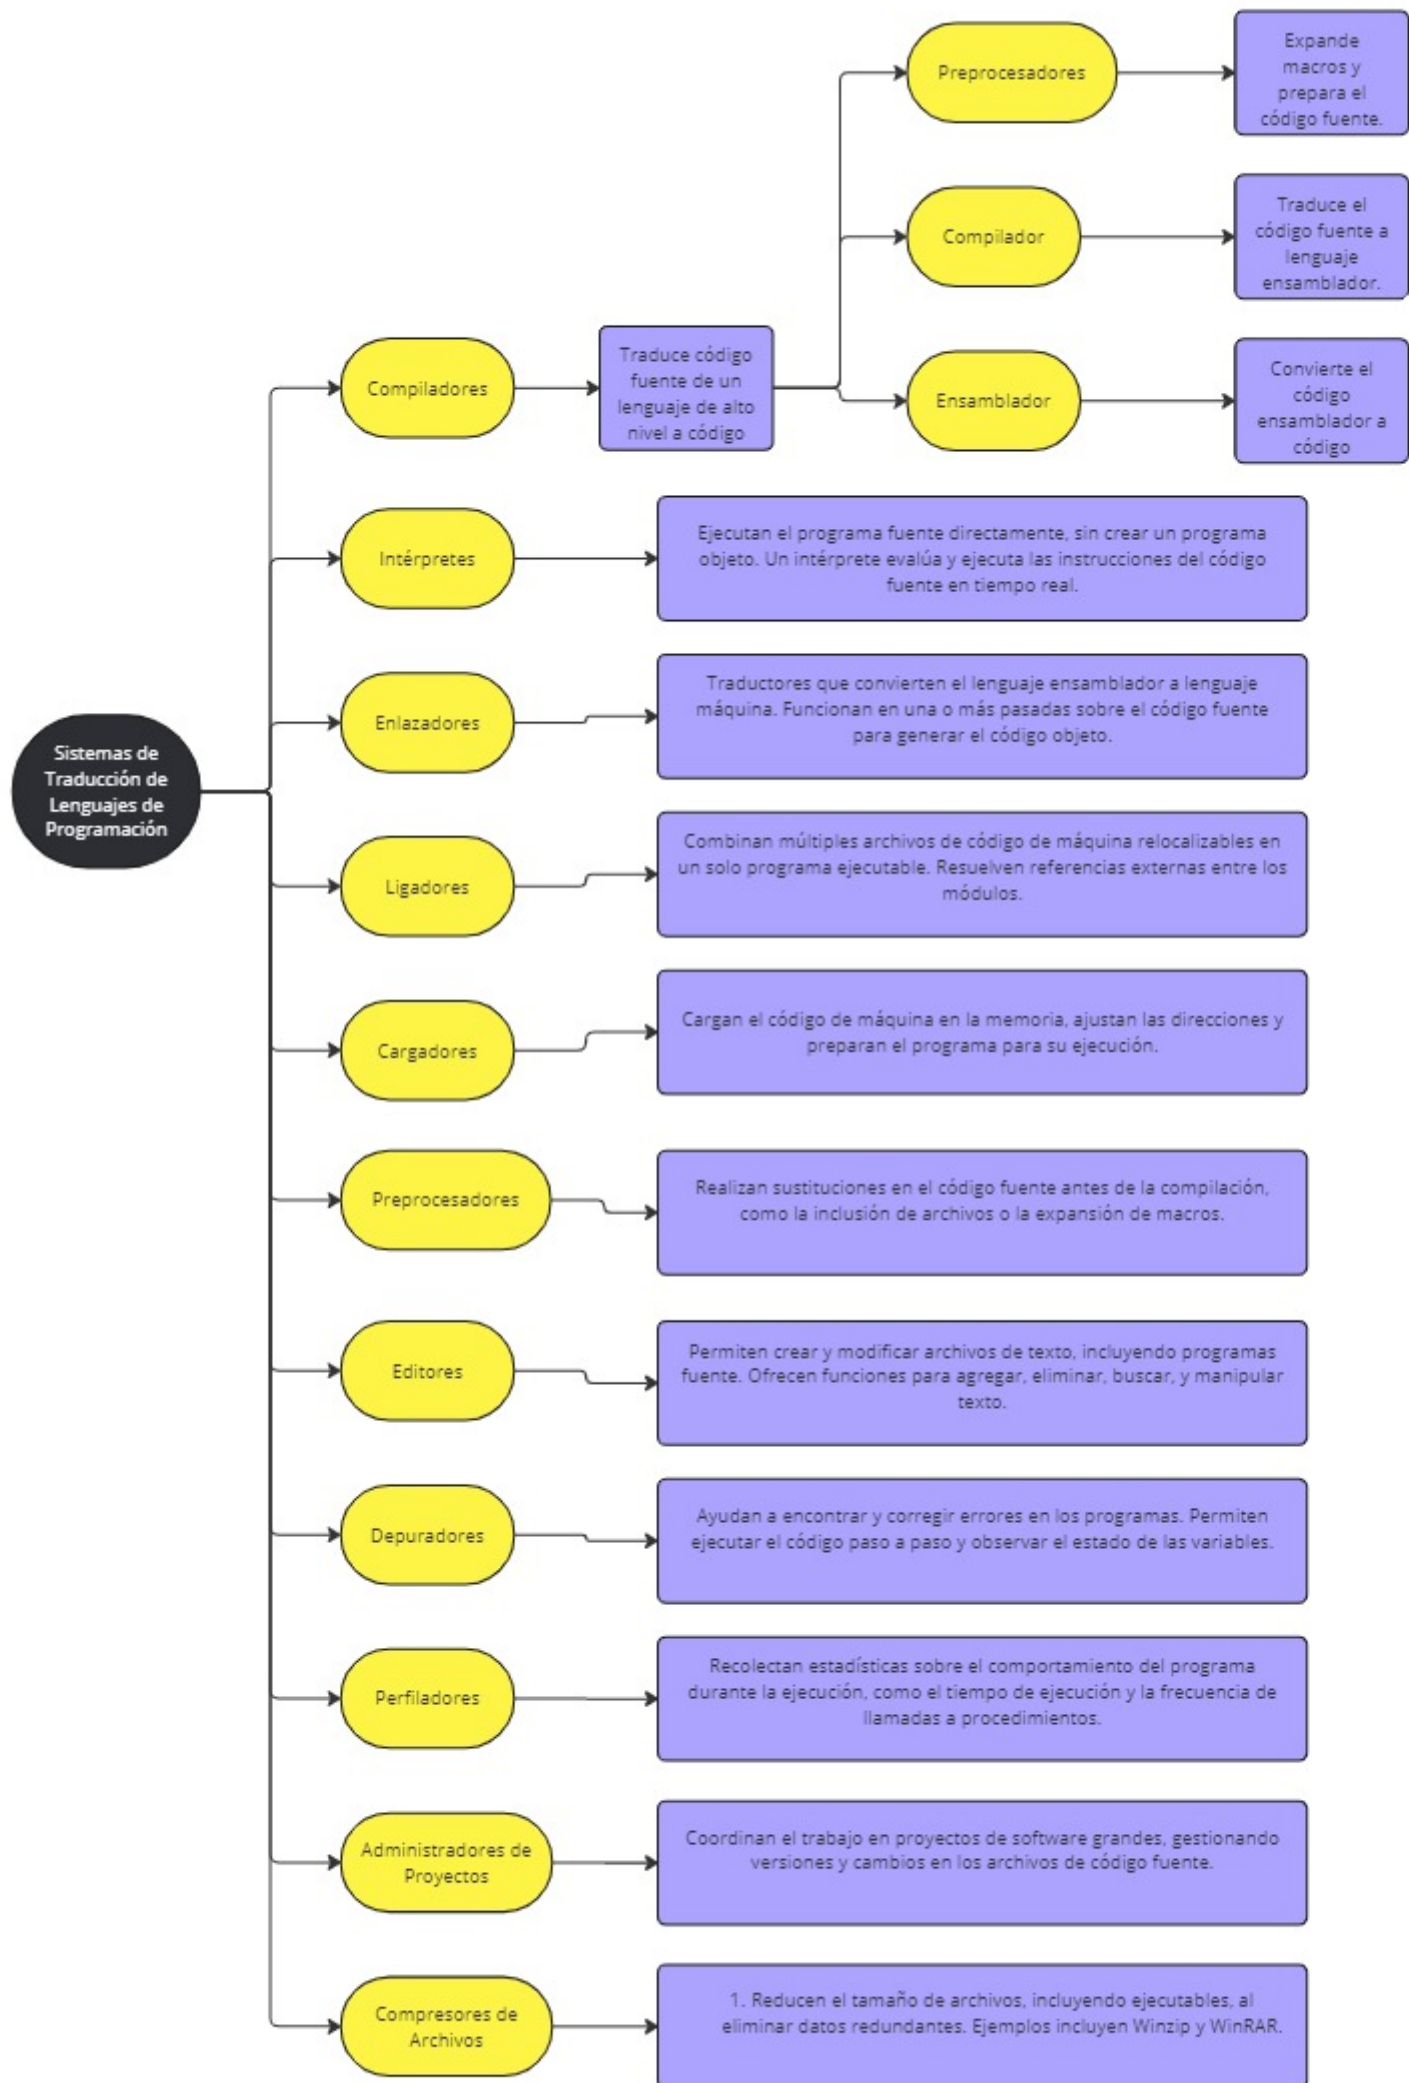 Preprocesadores
Expande
macros y
prepara el
código fuente.
Compilador
Traduce el
código fuente a
lenguaje
ensamblador.
Compiladores
Traduce código
fuente de un
lenguaje de alto
nivel a código
Ensamblador
Convierte el
código
ensamblador a
código
Intérpretes
Ejecutan el programa fuente directamente, sin crear un programa
objeto. Un intérprete evalúa y ejecuta las instrucciones del código
fuente en tiempo real.
Enlazadores
Traductores que convierten el lenguaje ensamblador a lenguaje
máquina. Funcionan en una o más pasadas sobre el código fuente
para generar el código objeto.
Sistemas de
Traducción de
Lenguajes de
Programación
Ligadores
Combinan múltiples archivos de código de máquina relocalizables en
un solo programa ejecutable. Resuelven referencias externas entre los
módulos.
Cargadores
Cargan el código de máquina en la memoria, ajustan las direcciones y
preparan el programa para su ejecución.
Preprocesadores
Realizan sustituciones en el código fuente antes de la compilación,
como la inclusión de archivos o la expansión de macros.
Editores
Permiten crear y modificar archivos de texto, incluyendo programas
fuente. Ofrecen funciones para agregar, eliminar, buscar, y manipular
texto.
Depuradores
Ayudan a encontrar y corregir errores en los programas. Permiten
ejecutar el código paso a paso y observar el estado de las variables.
Perfiladores
Recolectan estadísticas sobre el comportamiento del programa
durante la ejecución, como el tiempo de ejecución y la frecuencia de
llamadas a procedimientos.
Administradores de
Proyectos
Coordinan el trabajo en proyectos de software grandes, gestionando
versiones y cambios en los archivos de código fuente.
Compresores de
Archivos
1. Reducen el tamaño de archivos, incluyendo ejecutables, al
eliminar datos redundantes. Ejemplos incluyen Winzip y WinRAR.